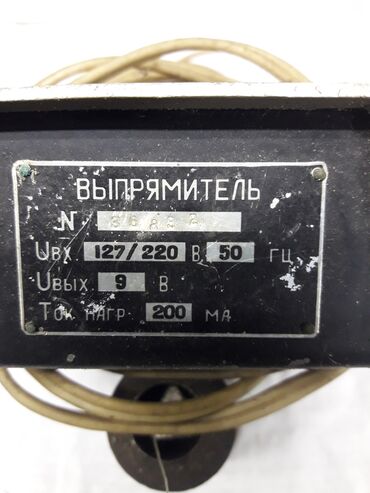 ВЫПРЯМИТЕЛЬ
N
Uвх. 127/220 В. 50 ГЦ.
Uвых 9 В.
Ток нагр. 200 МА